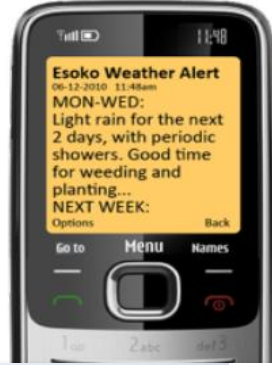 11:48
Esoko Weather Alert
06-12-2010 11:48am
MON-WED:
Light rain for the next
2 days, with periodic
showers. Good time
for weeding and
planting...
NEXT WEEK:
Options Back
Go to Menu Names
2abc def3